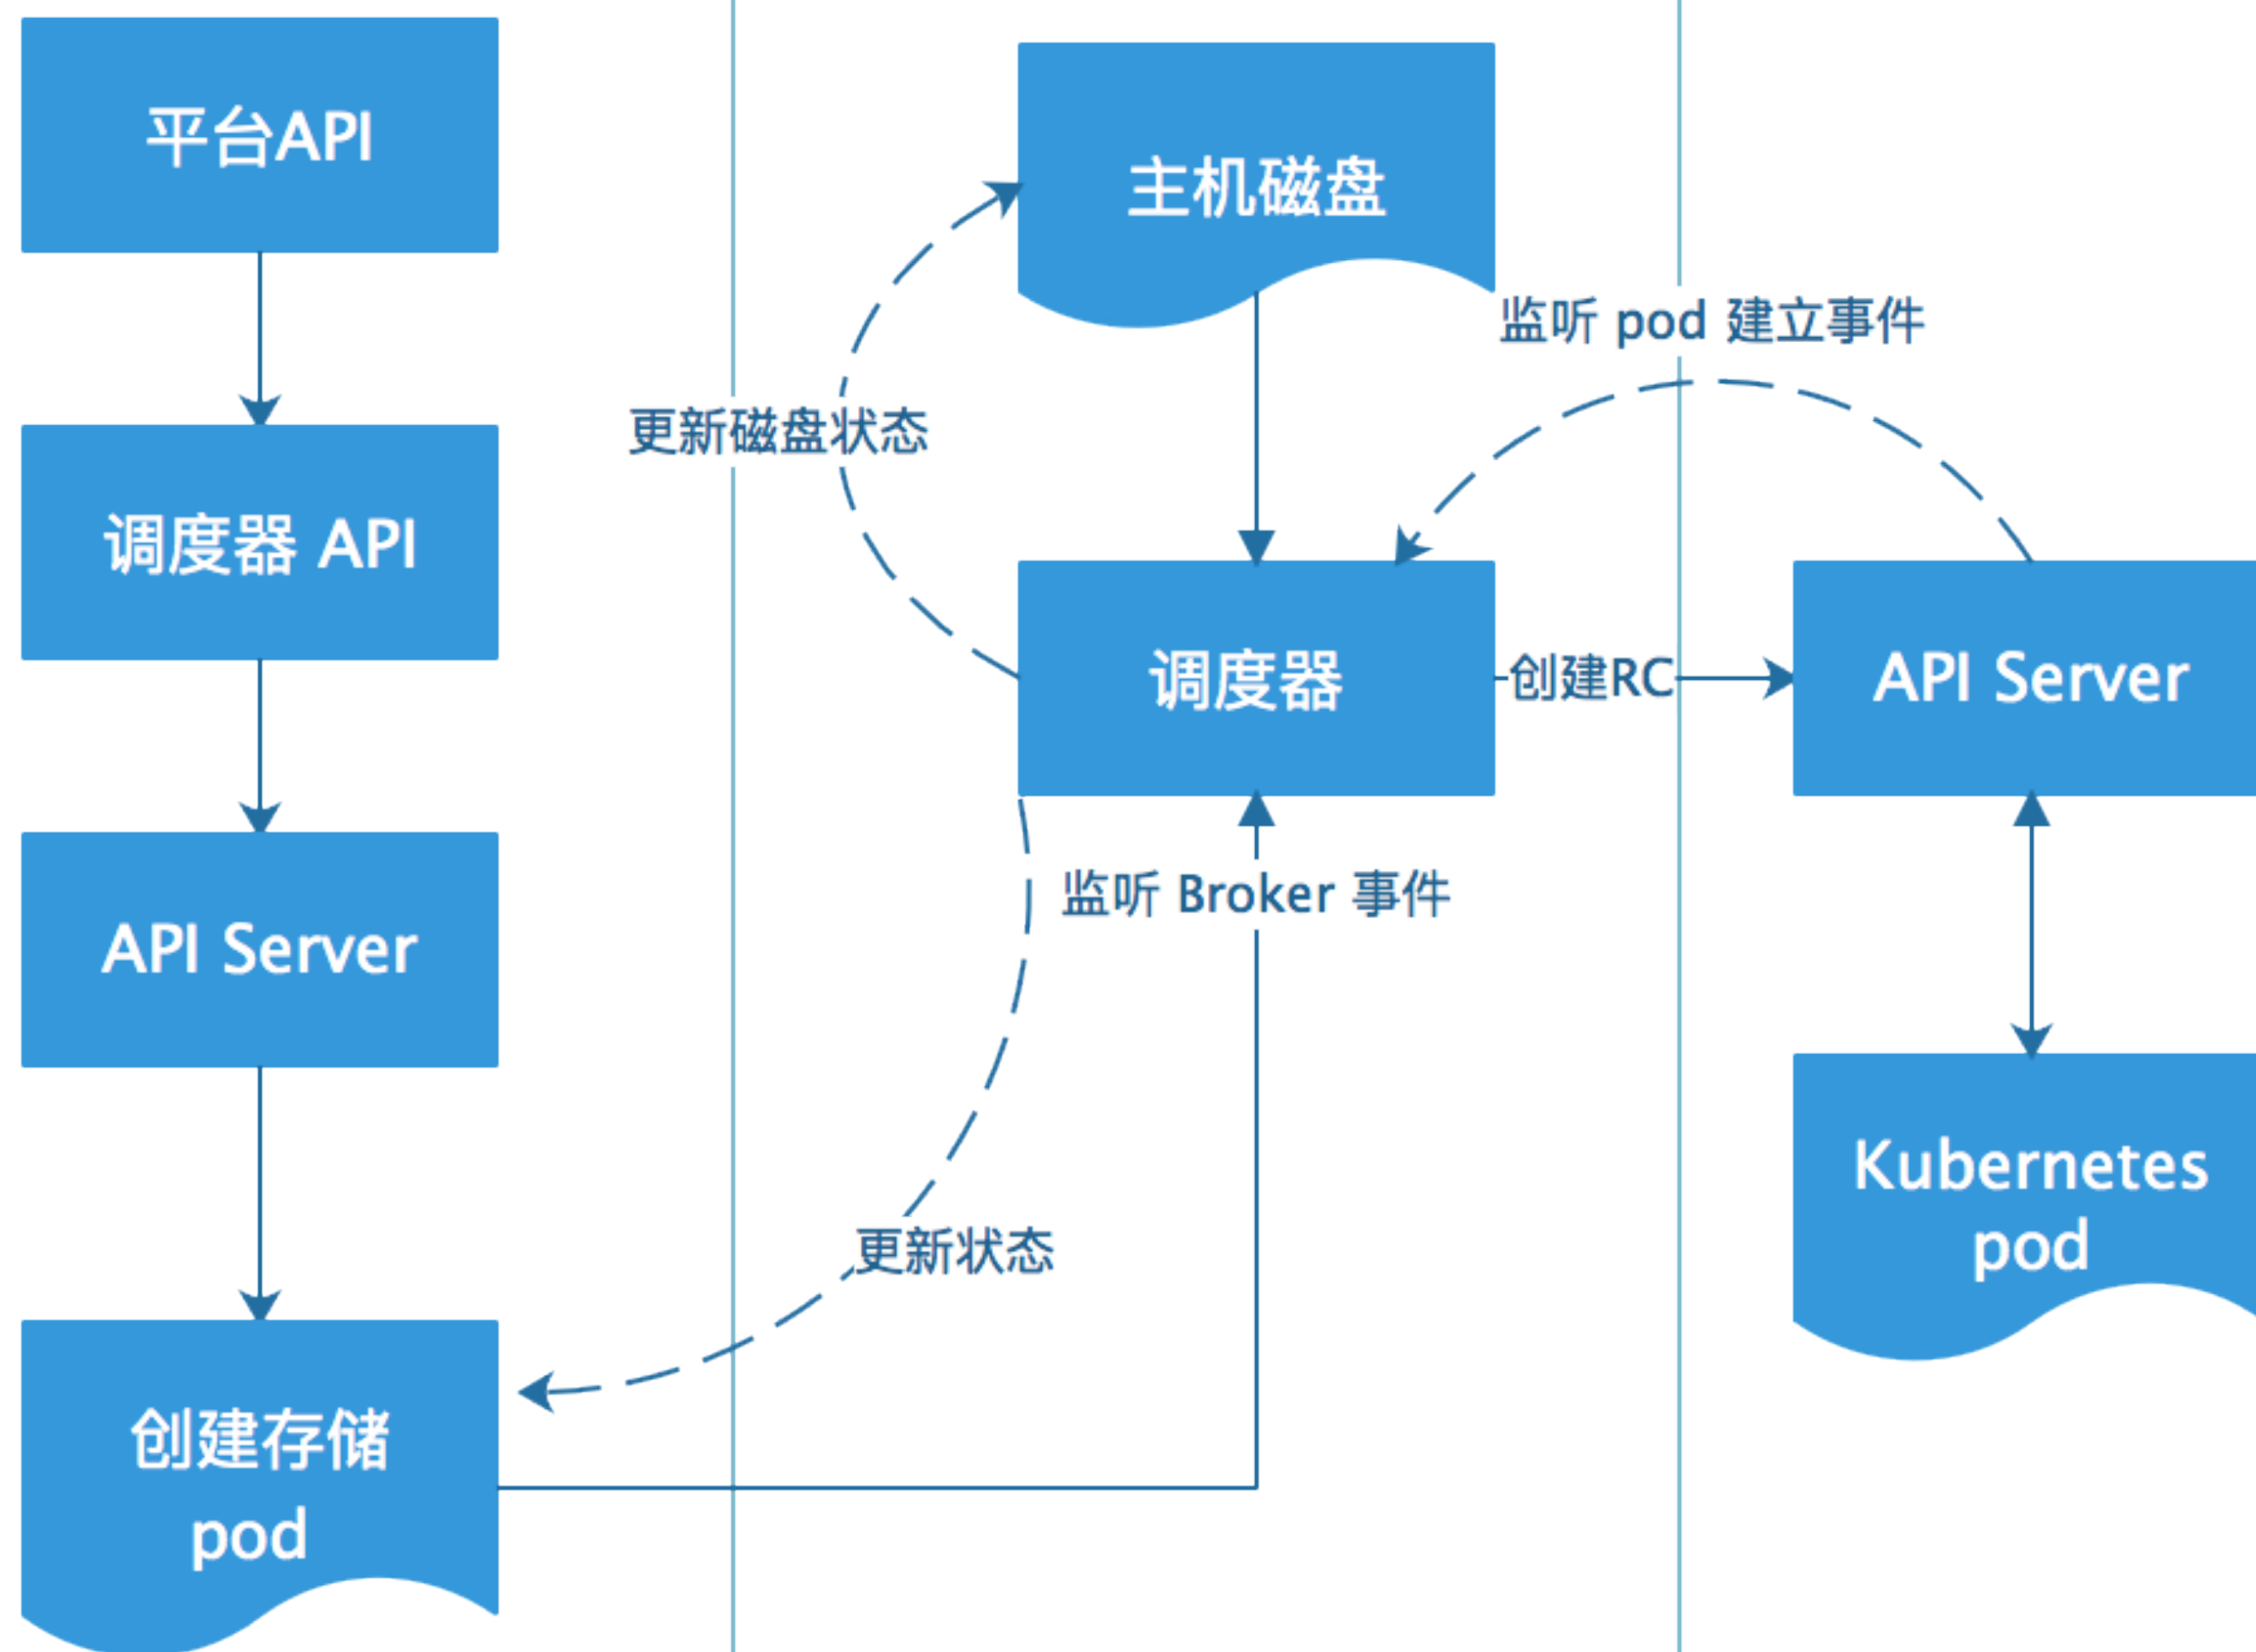 平台API
调度器 API
API Server
创建存储
pod
主机磁盘
更新磁盘状态
监听 pod 建立事件
调度器
创建RC
API Server
监听 Broker 事件
更新状态
Kubernetes
pod